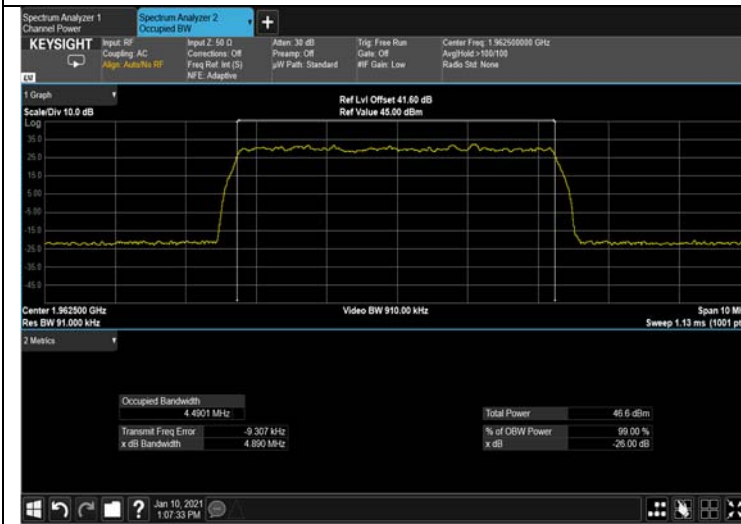 Spectrum Analyzer 1
Channel Power
Spectrum Analyzer 2
Occupied BW
KEYSIGHT
Input: RF
Coupling: AC
Align: Auto/No RF
Input Z: 50 Ω
Corrections: Off
Freq Ref: Int (S)
NFE: Adaptive
Atten: 30 dB
Preamp: Off
µW Path: Standard
Trig: Free Run
Gate: Off
#IF Gain: Low
Center Freq: 1.962500000 GHz
Avg|Hold:>100/100
Radio Std: None
1 Graph
Scale/Div 10.0 dB
Ref Lvl Offset 41.60 dB
Ref Value 45.00 dBm
Log
35.0
25.0
15.0
5.00
-5.00
-15.0
-25.0
-35.0
-45.0
Center 1.962500 GHz
Res BW 91.000 kHz
Video BW 910.00 kHz
Span 10 M
Sweep 1.13 ms (1001 pt
2 Metrics
Occupied Bandwidth
4.4901 MHz
Transmit Freq Error -9.307 kHz
x dB Bandwidth 4.890 MHz
Total Power 46.6 dBm
% of OBW Power 99.00 %
x dB -26.00 dB
?
Jan 10, 2021
1:07:33 PM